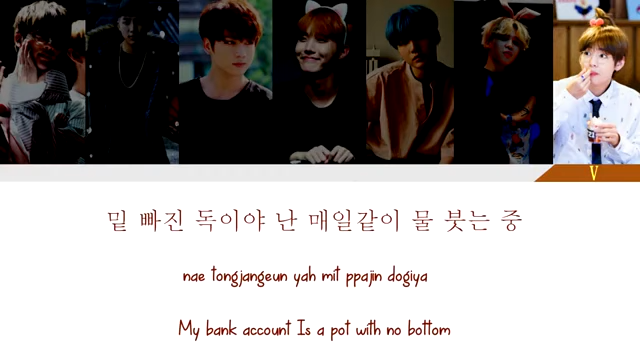 V
밑 빠진 독이야 난 매일같이 물 붓는 중
nae tongjangeun yah mit ppajin dogiya
My bank account Is a pot with no bottom